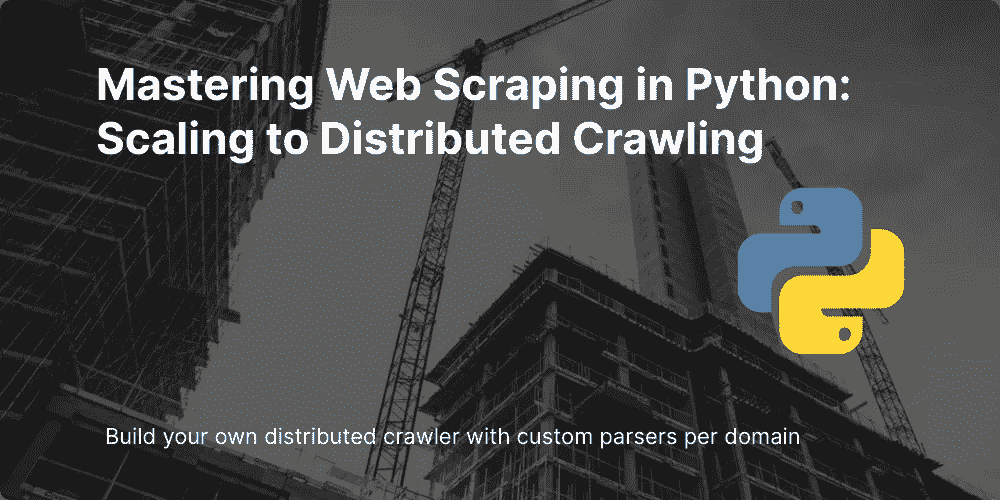 Mastering Web Scraping in Python:
Scaling to Distributed Crawling
Build your own distributed crawler with custom parsers per domain